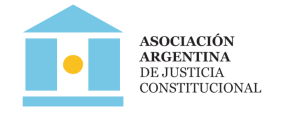 ASOCIACIÓN
ARGENTINA
DE JUSTICIA
CONSTITUCIONAL